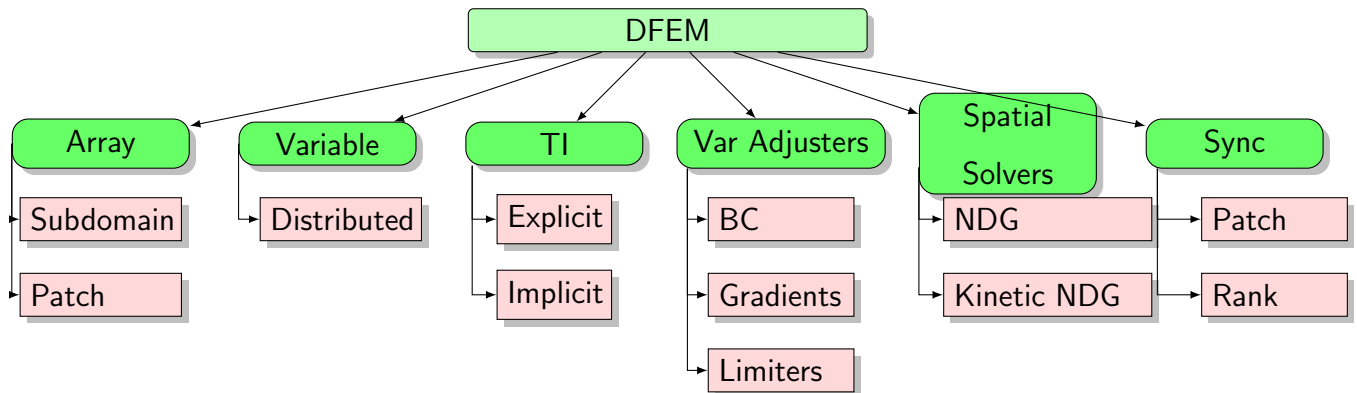 DFEM
Array
Variable
TI
Var Adjusters
Spatial
Solvers
Sync
Subdomain
Distributed
Explicit
BC
NDG
Patch
Patch
Implicit
Gradients
Kinetic NDG
Rank
Limiters